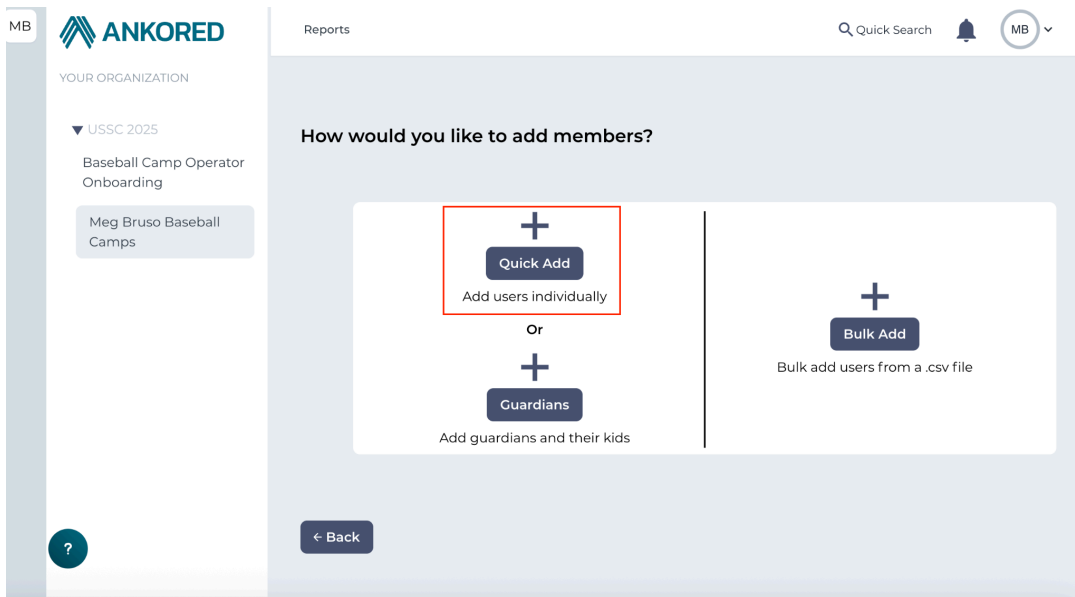 MB
ANKORED
YOUR ORGANIZATION
USSC 2025
Baseball Camp Operator
Onboarding
Meg Bruso Baseball
Camps
?
Reports
Quick Search
MB
How would you like to add members?
Quick Add
Add users individually
Or
Guardians
Add guardians and their kids
Bulk Add
Bulk add users from a .csv file
← Back